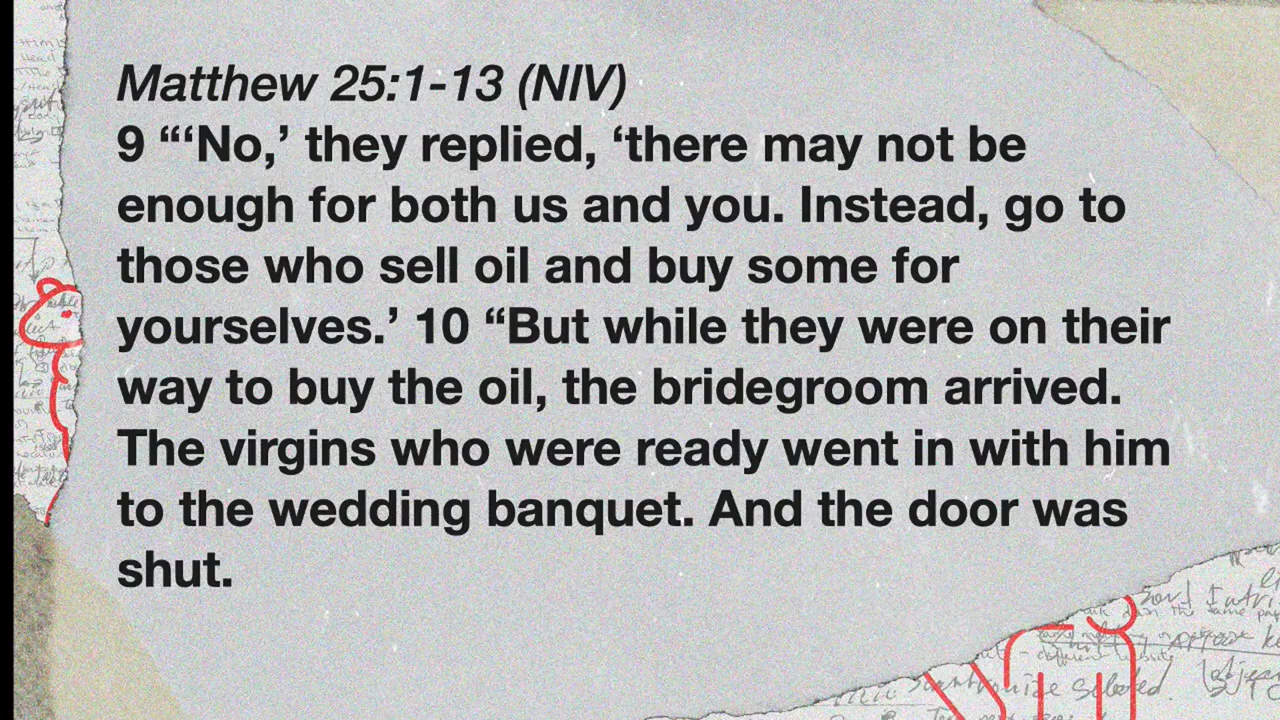 Matthew 25:1-13 (NIV)
9 “‘No,’ they replied, ‘there may not be
enough for both us and you. Instead, go to
those who sell oil and buy some for
yourselves.’ 10 “But while they were on their
way to buy the oil, the bridegroom arrived.
The virgins who were ready went in with him
to the wedding banquet. And the door was
shut.